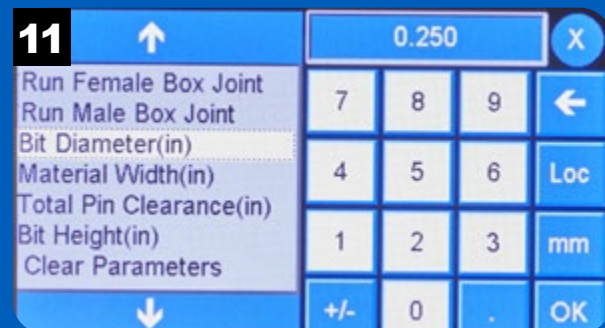 11
0.250
X
Run Female Box Joint
Run Male Box Joint
Bit Diameter(in)
Material Width(in)
Total Pin Clearance(in)
Bit Height(in)
Clear Parameters
7 8 9
4 5 6 Loc
1 2 3 mm
+/- 0 . OK